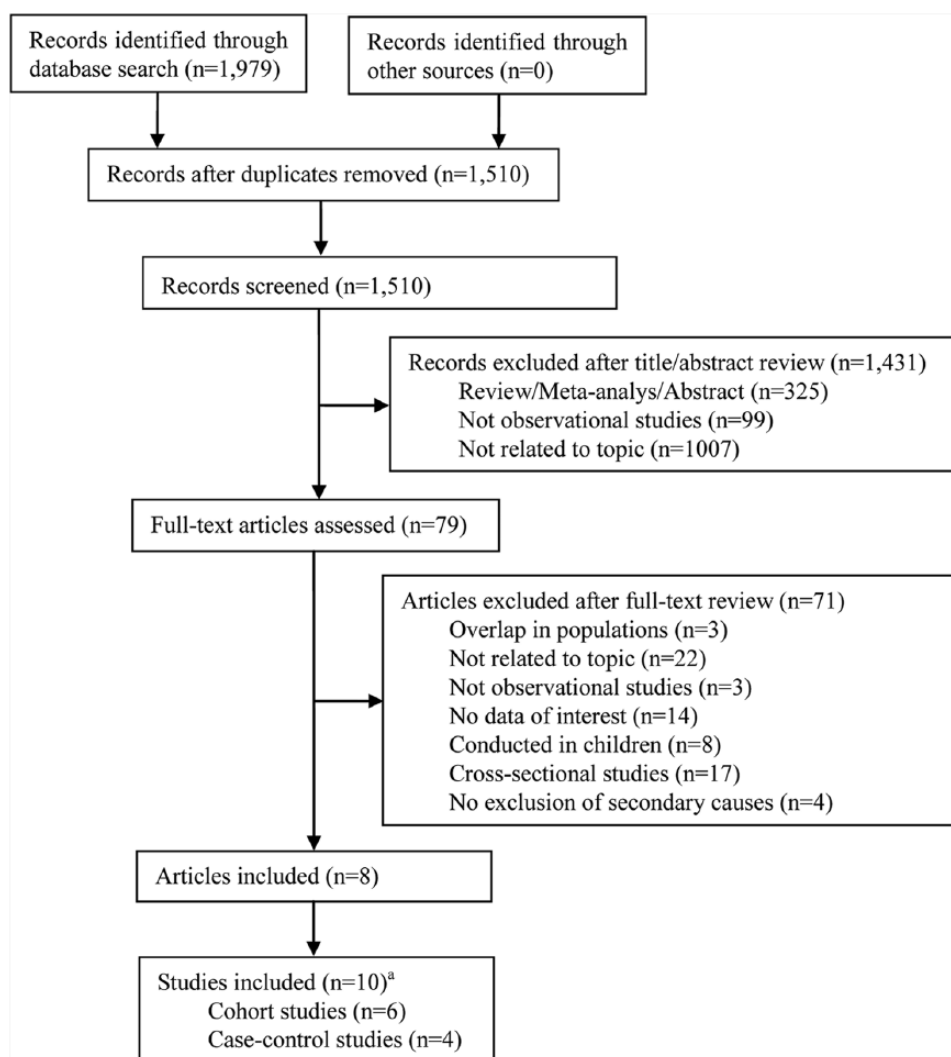 Records identified through
database search (n=1,979)
Records identified through
other sources (n=0)
Records after duplicates removed (n=1,510)
Records screened (n=1,510)
Records excluded after title/abstract review (n=1,431)
Review/Meta-analys/Abstract (n=325)
Not observational studies (n=99)
Not related to topic (n=1007)
Full-text articles assessed (n=79)
Articles excluded after full-text review (n=71)
Overlap in populations (n=3)
Not related to topic (n=22)
Not observational studies (n=3)
No data of interest (n=14)
Conducted in children (n=8)
Cross-sectional studies (n=17)
No exclusion of secondary causes (n=4)
Articles included (n=8)
Studies included (n=10)ᵃ
Cohort studies (n=6)
Case-control studies (n=4)